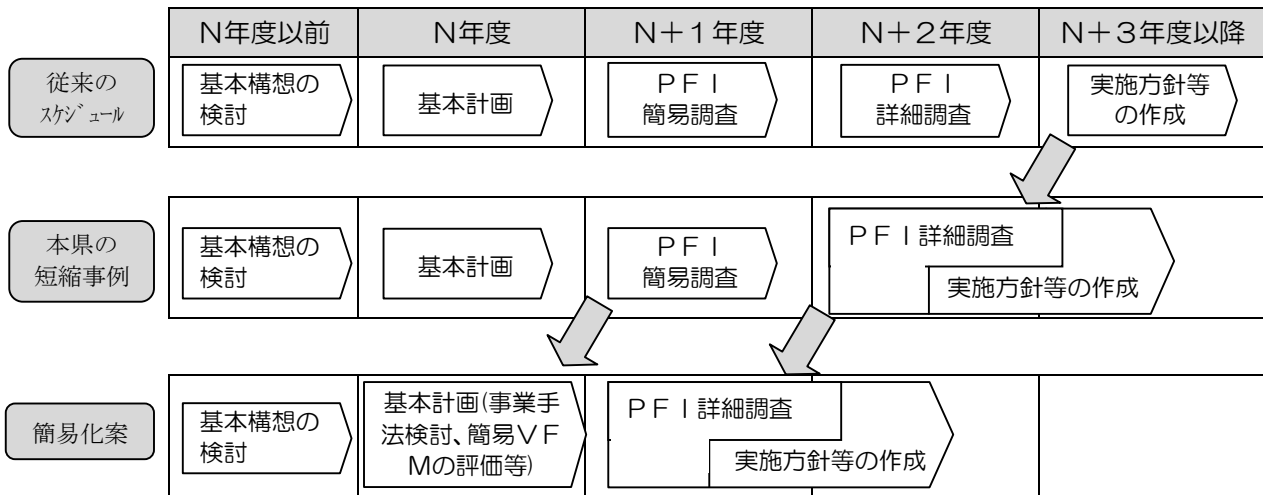 N年度以前 N年度 N+1年度 N+2年度 N+3年度以降
従来の
スケジュール
基本構想の
検討
基本計画
PFI
簡易調査
PFI
詳細調査
実施方針等
の作成
本県の
短縮事例
基本構想の
検討
基本計画
PFI
簡易調査
PFI詳細調査
実施方針等の作成
簡易化案
基本構想の
検討
基本計画(事業手
法検討、簡易VF
Mの評価等)
PFI詳細調査
実施方針等の作成